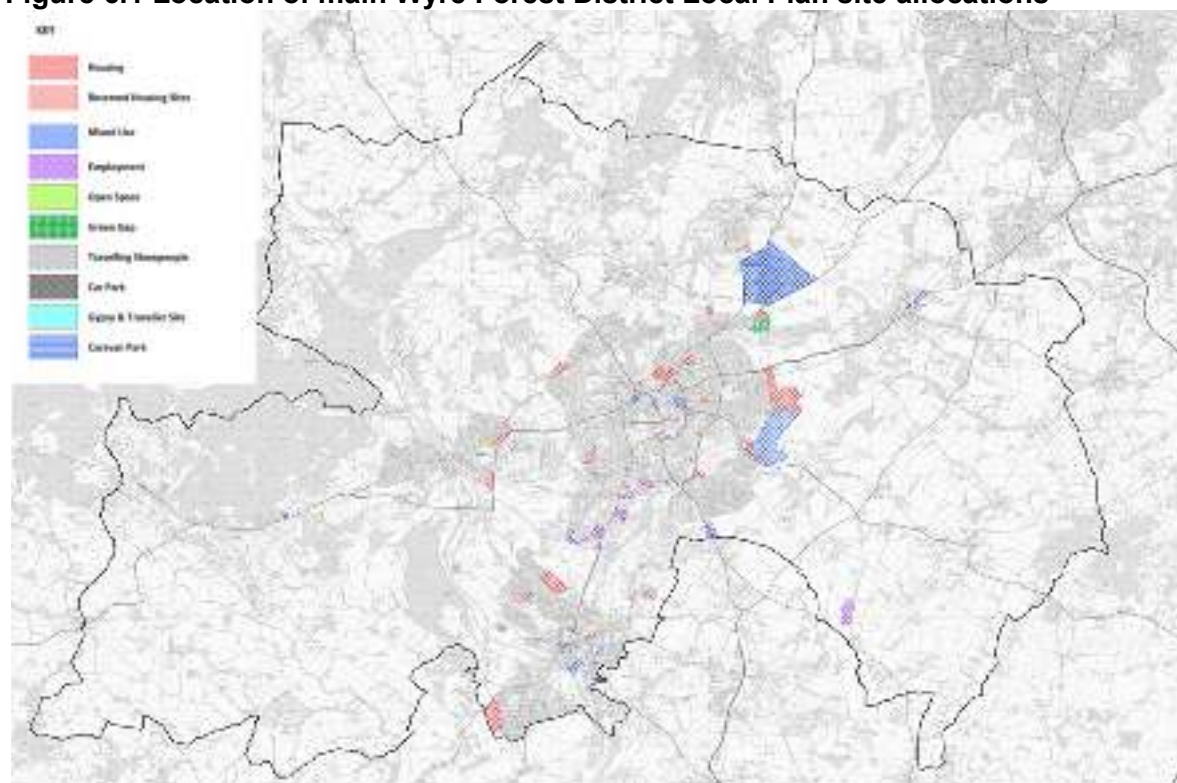 Figure 6.1 Location of main Wyre Forest District Local Plan site allocations
KEY
Housing
Reserved Housing Sites
Mixed Use
Employment
Open Space
Green Gap
Travelling Showpeople
Car Park
Gypsy & Traveller Site
Caravan Park